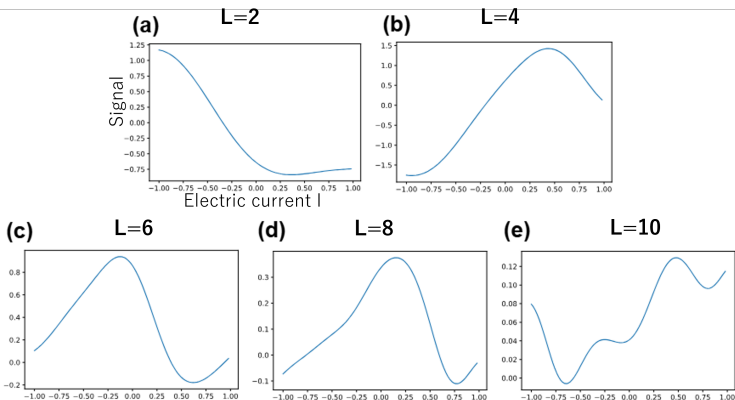 (a) L=2
1.25
1.00
0.75
0.50
0.25
0.00
−0.25
−0.50
−0.75
Signal
−1.00 −0.75 −0.50 −0.25 0.00 0.25 0.50 0.75 1.00
Electric current I
(b) L=4
1.5
1.0
0.5
0.0
−0.5
−1.0
−1.5
−1.00 −0.75 −0.50 −0.25 0.00 0.25 0.50 0.75 1.00
(c) L=6
0.8
0.6
0.4
0.2
0.0
−0.2
−1.00 −0.75 −0.50 −0.25 0.00 0.25 0.50 0.75 1.00
(d) L=8
0.3
0.2
0.1
0.0
−0.1
−1.00 −0.75 −0.50 −0.25 0.00 0.25 0.50 0.75 1.00
(e) L=10
0.12
0.10
0.08
0.06
0.04
0.02
0.00
−1.00 −0.75 −0.50 −0.25 0.00 0.25 0.50 0.75 1.00